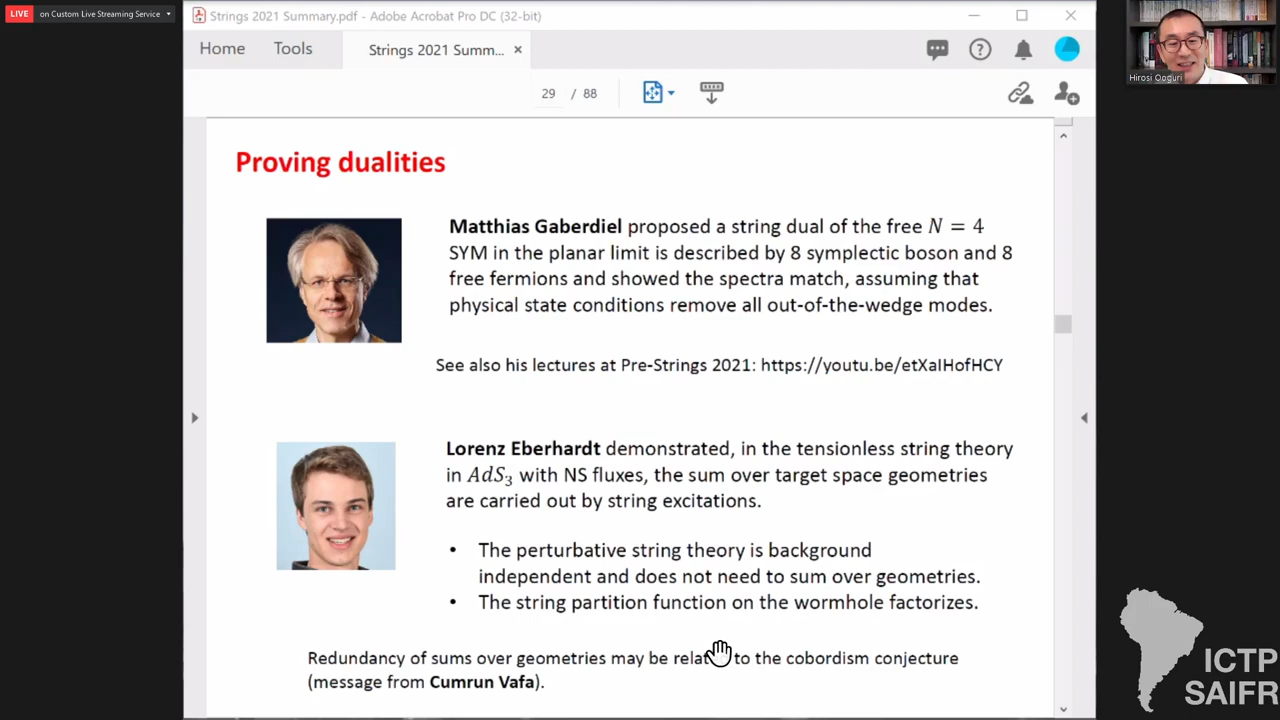 LIVE on Custom Live Streaming Service
Strings 2021 Summary.pdf - Adobe Acrobat Pro DC (32-bit)
Home Tools Strings 2021 Summ... ×
29 / 88
Hirosi Ooguri
Proving dualities
Matthias Gaberdiel proposed a string dual of the free N = 4
SYM in the planar limit is described by 8 symplectic boson and 8
free fermions and showed the spectra match, assuming that
physical state conditions remove all out-of-the-wedge modes.
See also his lectures at Pre-Strings 2021: https://youtu.be/etXaIHofHCY
Lorenz Eberhardt demonstrated, in the tensionless string theory
in AdS₃ with NS fluxes, the sum over target space geometries
are carried out by string excitations.
• The perturbative string theory is background
independent and does not need to sum over geometries.
• The string partition function on the wormhole factorizes.
Redundancy of sums over geometries may be to the cobordism conjecture
(message from Cumrun Vafa).
ICTP
SAIFR